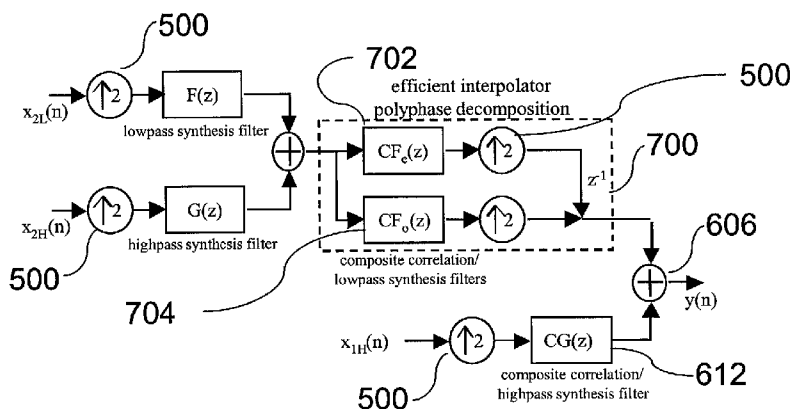 500
702
efficient interpolator
polyphase decomposition
500
↑2
F(z)
x₂L(n)
lowpass synthesis filter
+
CFe(z)
↑2
700
z⁻¹
x₂H(n)
↑2
G(z)
highpass synthesis filter
CFo(z)
↑2
500
composite correlation/
lowpass synthesis filters
606
704
+
y(n)
x₁H(n)
↑2
CG(z)
500
composite correlation/
highpass synthesis filter
612